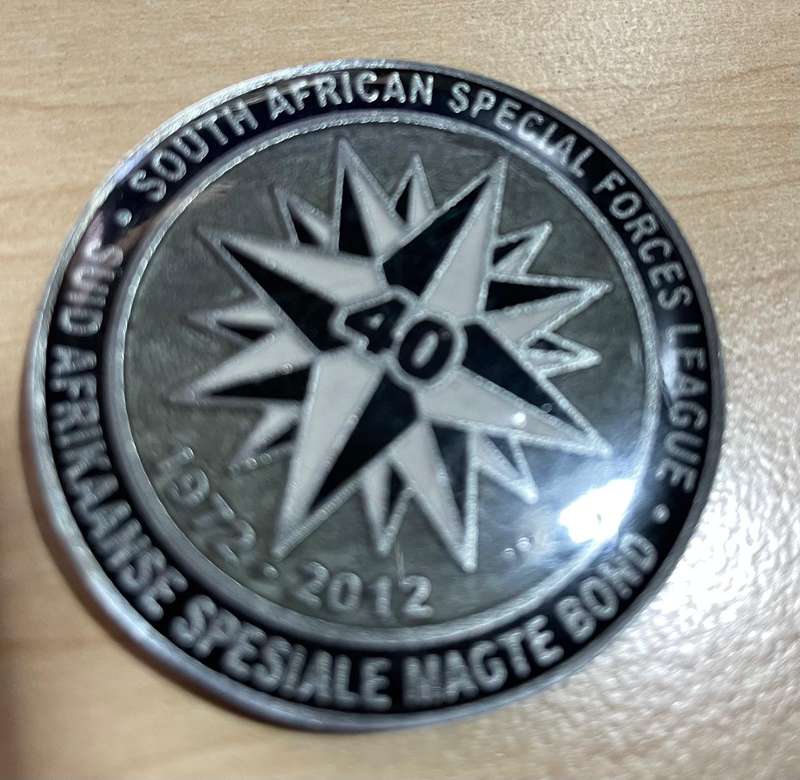 SOUTH AFRICAN SPECIAL FORCES LEAGUE
SUID AFRIKAANSE SPESIALE MAGTE BOND
40
1972 · 2012